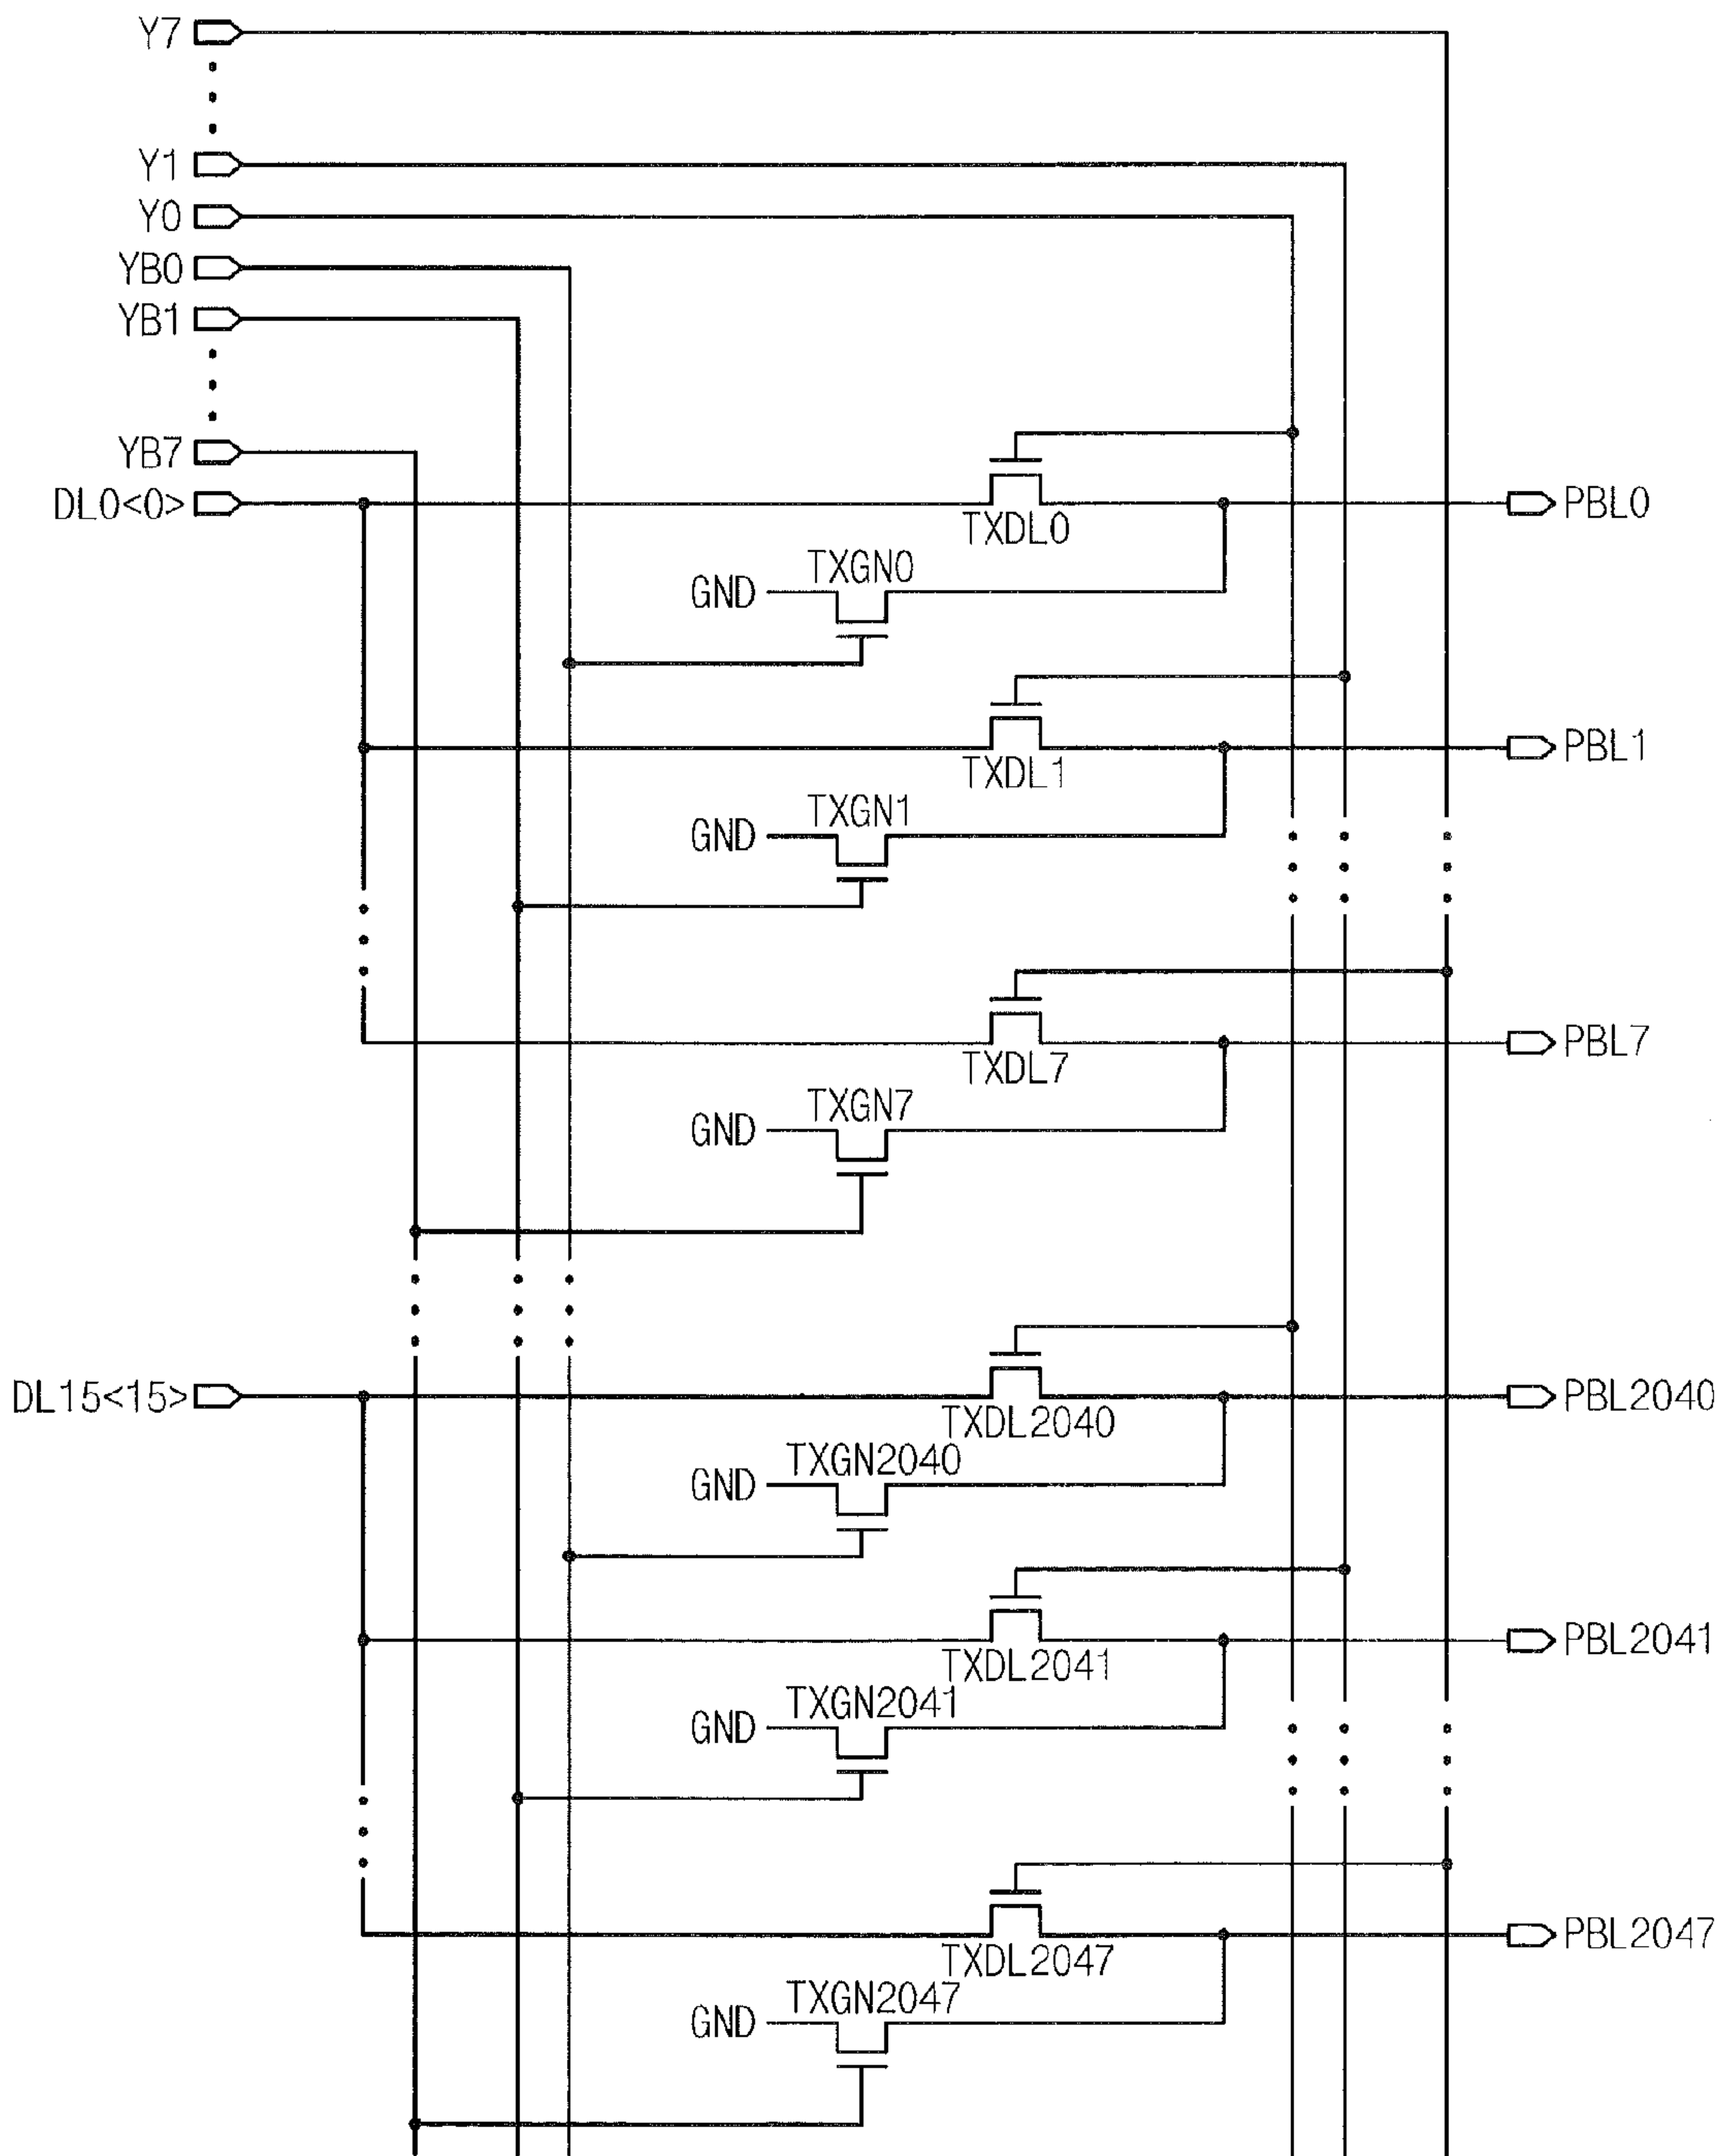 Y7
Y1
Y0
YB0
YB1
YB7
DL0<0>
TXDL0
PBL0
TXGN0
GND
TXDL1
PBL1
TXGN1
GND
TXDL7
PBL7
TXGN7
GND
DL15<15>
TXDL2040
PBL2040
TXGN2040
GND
TXDL2041
PBL2041
TXGN2041
GND
TXDL2047
PBL2047
TXGN2047
GND